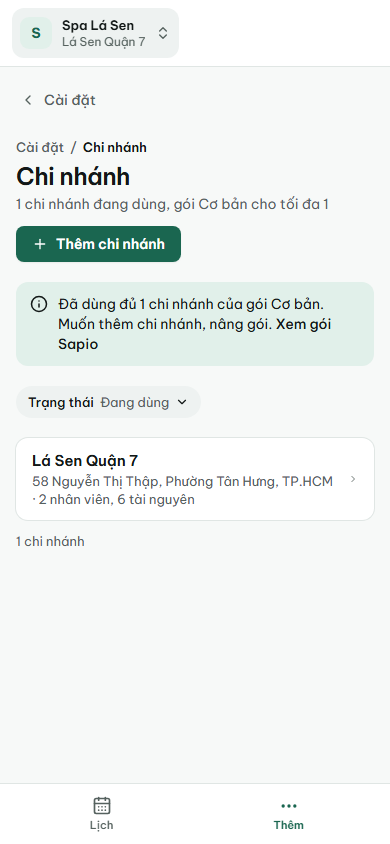 S
Spa Lá Sen
Lá Sen Quận 7
Cài đặt
Cài đặt / Chi nhánh
Chi nhánh
1 chi nhánh đang dùng, gói Cơ bản cho tối đa 1
+ Thêm chi nhánh
Đã dùng đủ 1 chi nhánh của gói Cơ bản.
Muốn thêm chi nhánh, nâng gói. Xem gói
Sapio
Trạng thái Đang dùng
Lá Sen Quận 7
58 Nguyễn Thị Thập, Phường Tân Hưng, TP.HCM
· 2 nhân viên, 6 tài nguyên
1 chi nhánh
Lịch
Thêm